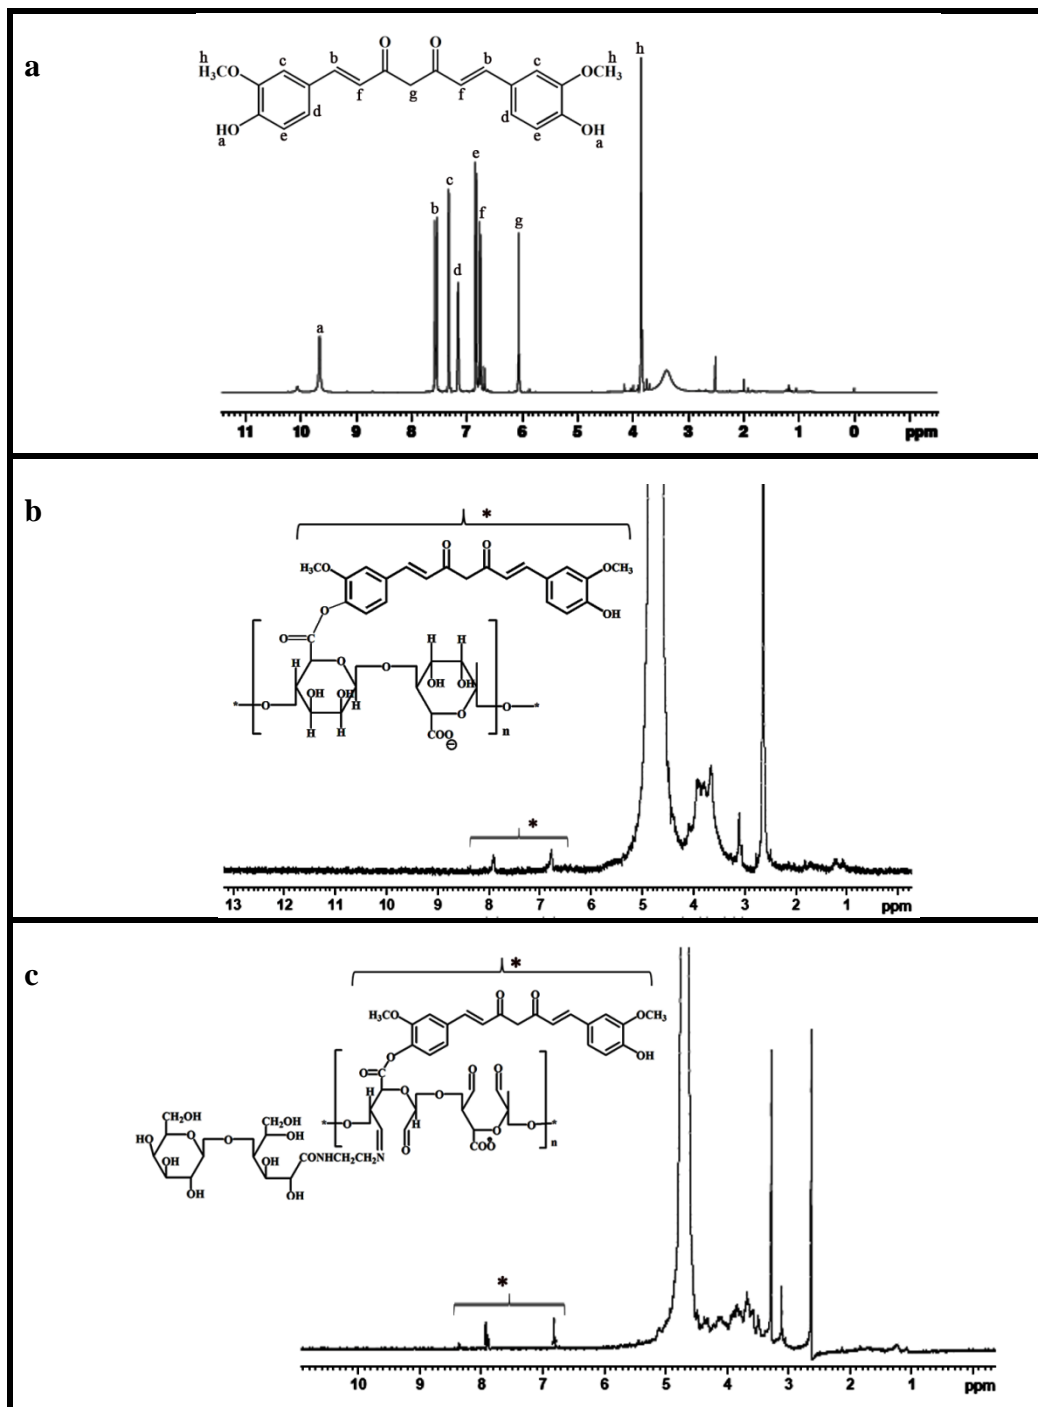 a
O O
h h h
H₃CO c b b c OCH₃
f g f
d d
HO e e OH
a a
e
c
b f
g
d
a
11 10 9 8 7 6 5 4 3 2 1 0 ppm
b
*
O O
H₃CO OCH₃
O OH
O=C
H O H H
OH OH O OH OH
* O H O O *
H H COO⊖ n
*
13 12 11 10 9 8 7 6 5 4 3 2 1 ppm
c
*
O O
H₃CO OCH₃
O OH
O=C O O
H O O
CH₂OH CH₂OH * O H O O *
HO O O OH COO n
OH OH CONHCH₂CH₂N O
OH OH
*
10 9 8 7 6 5 4 3 2 1 ppm